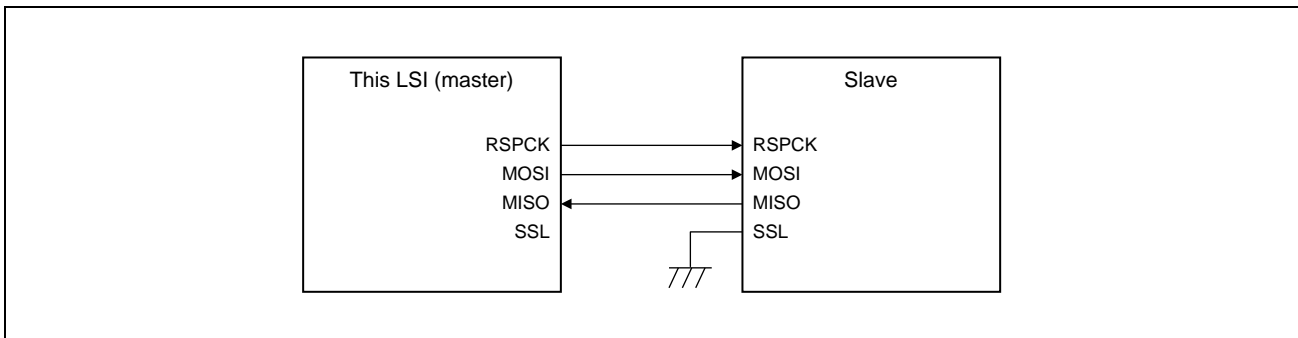 This LSI (master)
RSPCK
MOSI
MISO
SSL
Slave
RSPCK
MOSI
MISO
SSL